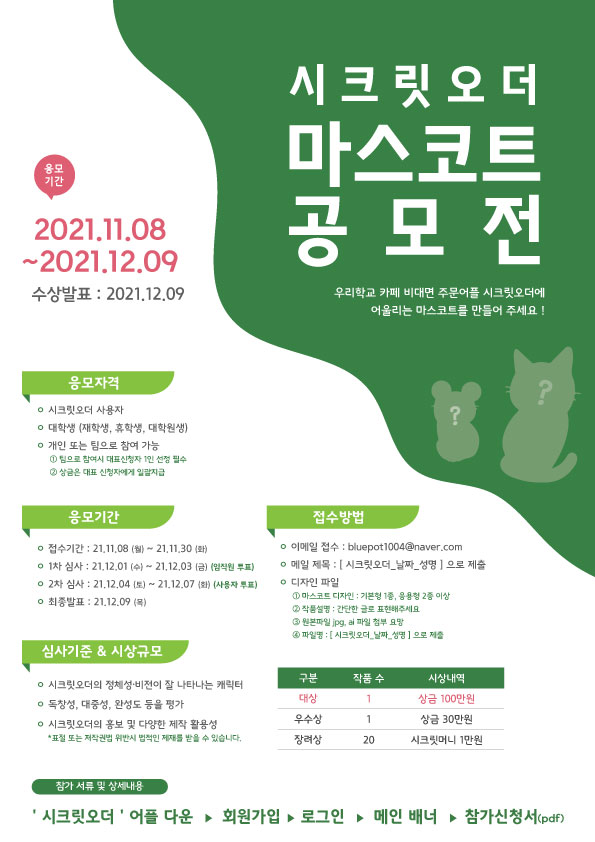 시크릿오더
마스코트
공모전
우리학교 카페 비대면 주문어플 시크릿오더에
어울리는 마스코트를 만들어 주세요 !
응모
기간
2021.11.08
~2021.12.09
수상발표 : 2021.12.09
?
?
응모자격
시크릿오더 사용자
대학생 (재학생, 휴학생, 대학원생)
개인 또는 팀으로 참여 가능
① 팀으로 참여시 대표신청자 1인 선정 필수
② 상금은 대표 신청자에게 일괄지급
응모기간
접수기간 : 21.11.08 (월) ~ 21.11.30 (화)
1차 심사 : 21.12.01 (수) ~ 21.12.03 (금) (임직원 투표)
2차 심사 : 21.12.04 (토) ~ 21.12.07 (화) (사용자 투표)
최종발표 : 21.12.09 (목)
접수방법
이메일 접수 : bluepot1004@naver.com
메일 제목 : [ 시크릿오더_날짜_성명 ] 으로 제출
디자인 파일
① 마스코트 디자인 : 기본형 1종, 응용형 2종 이상
② 작품설명 : 간단한 글로 표현해주세요
③ 원본파일 jpg, ai 파일 첨부 요망
④ 파일명 : [ 시크릿오더_날짜_성명 ] 으로 제출
심사기준 & 시상규모
시크릿오더의 정체성·비전이 잘 나타나는 캐릭터
독창성, 대중성, 완성도 등을 평가
시크릿오더의 홍보 및 다양한 제작 활용성
*표절 또는 저작권법 위반시 법적인 제재를 받을 수 있습니다.
구분 작품 수 시상내역
대상 1 상금 100만원
우수상 1 상금 30만원
장려상 20 시크릿머니 1만원
참가 서류 및 상세내용
' 시크릿오더 ' 어플 다운 ▶ 회원가입 ▶ 로그인 ▶ 메인 배너 ▶ 참가신청서(pdf)